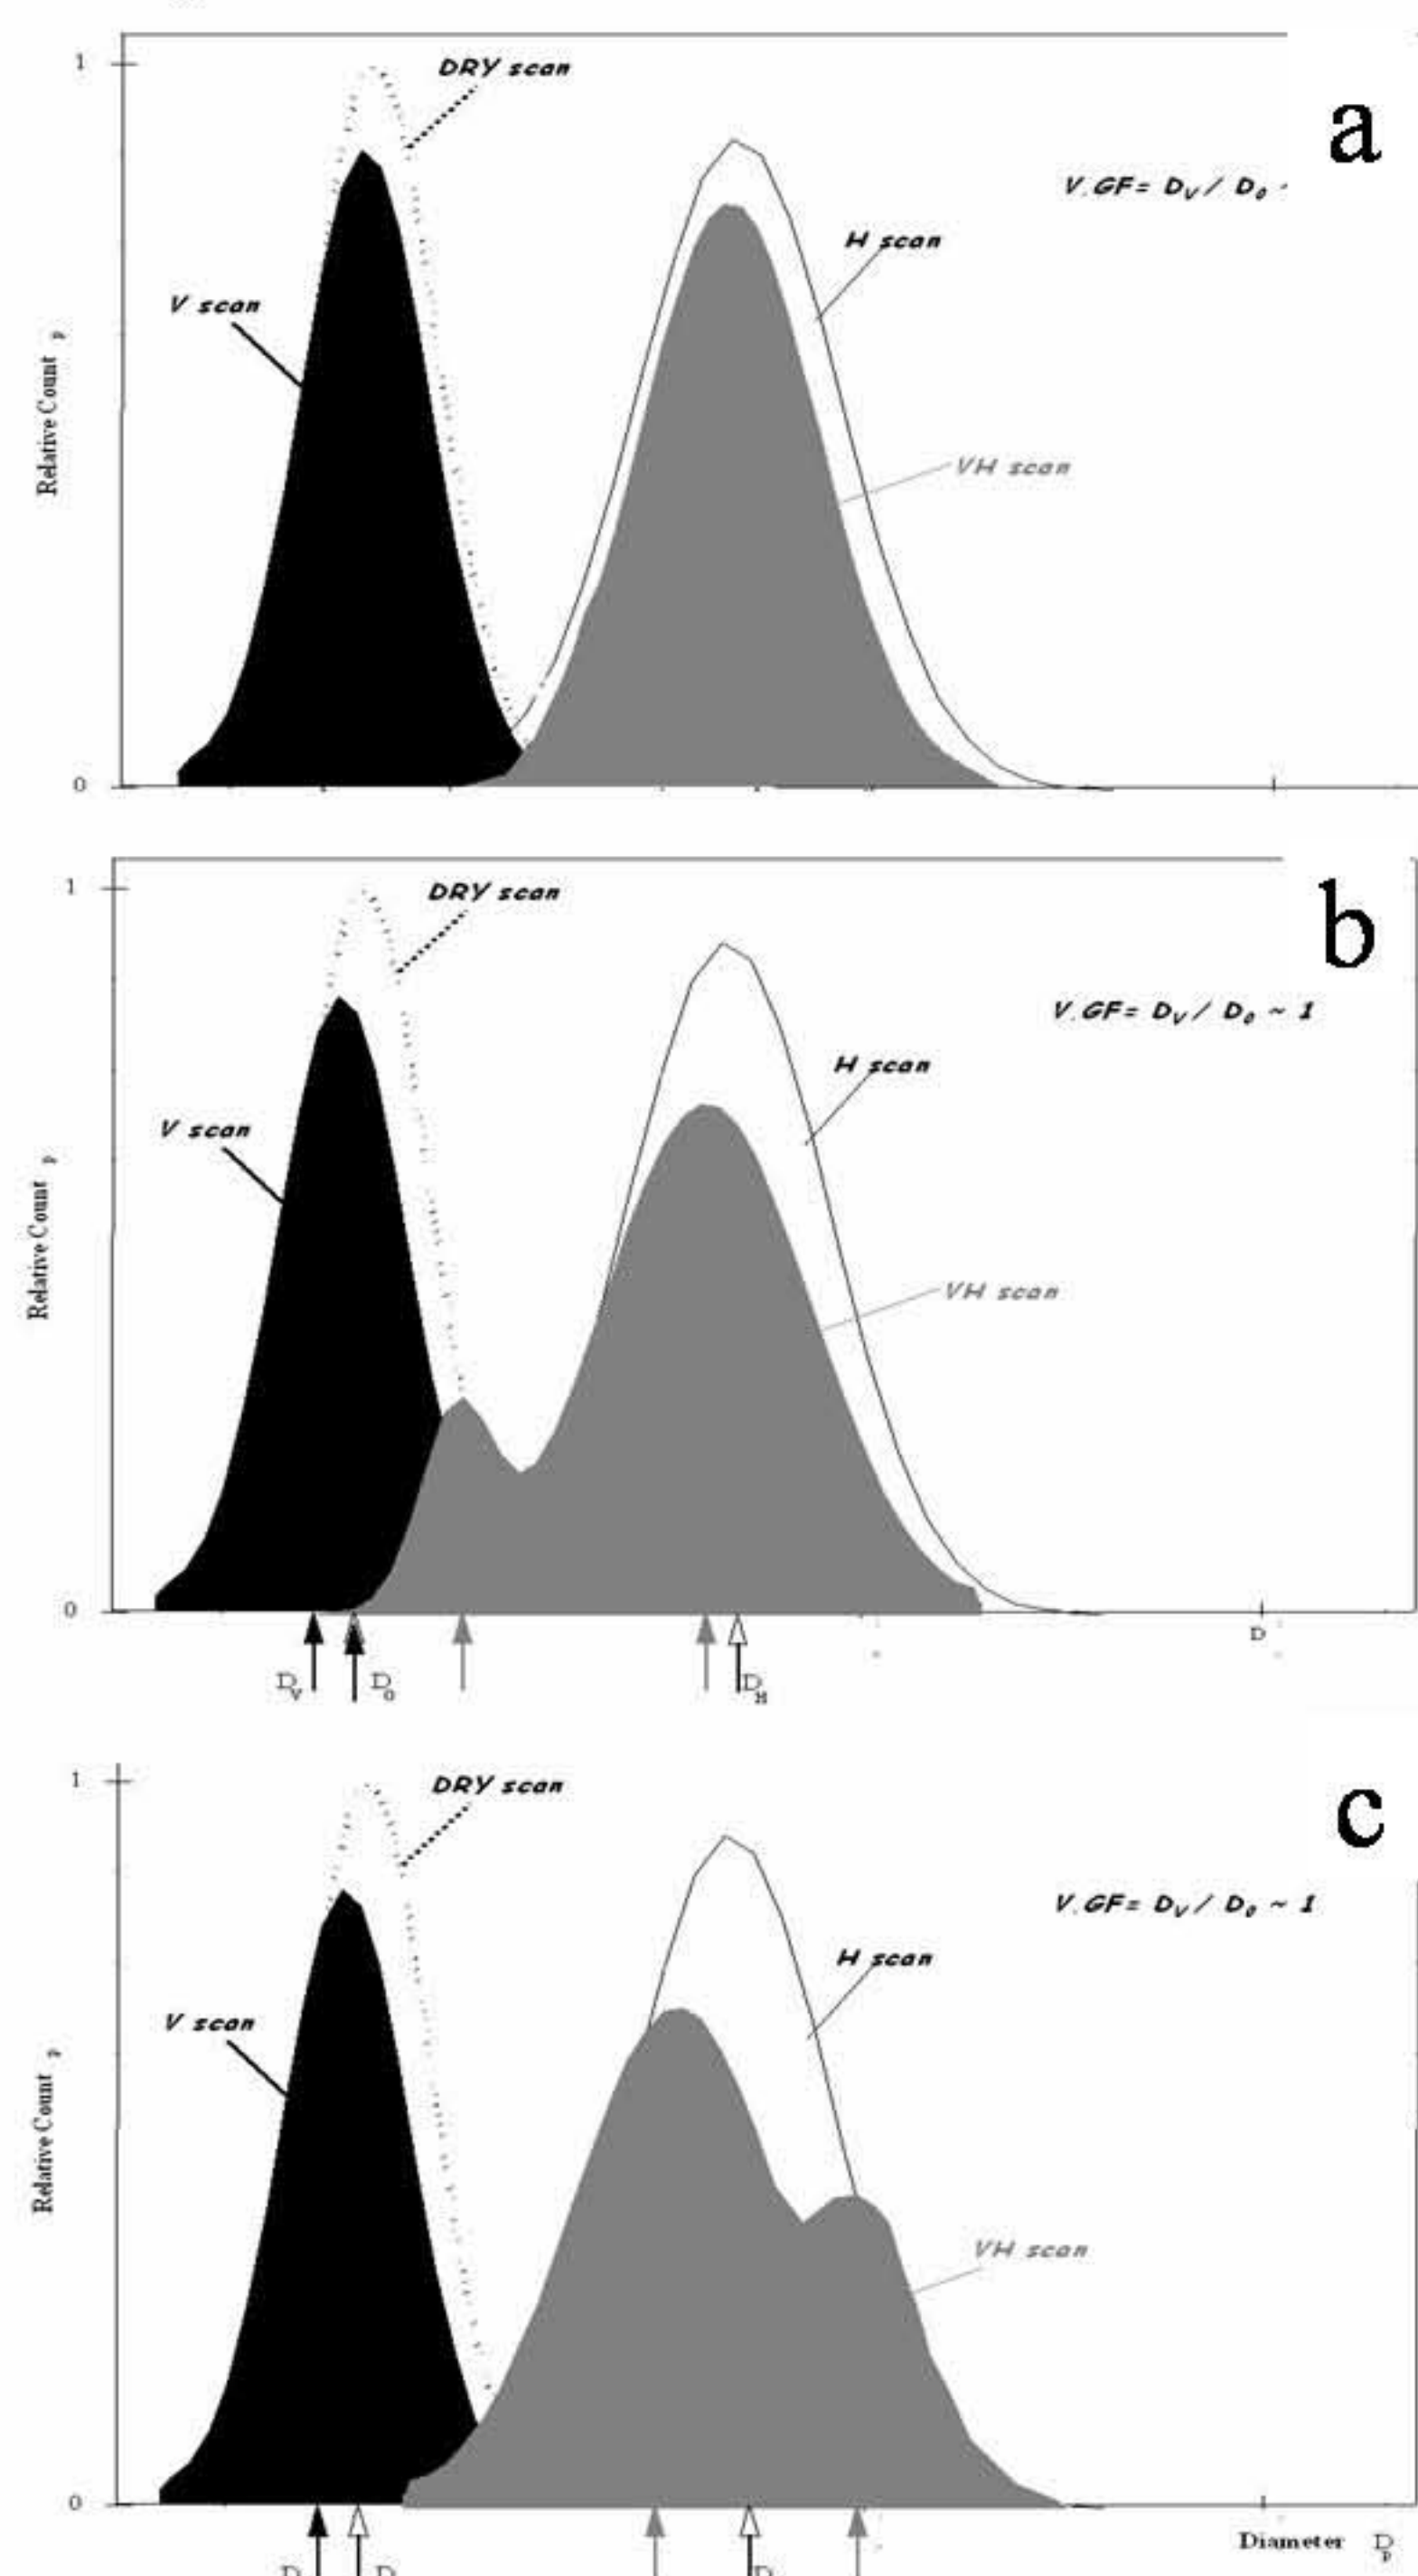 a
1
DRY scan
V.GF= D_V / D_0
H scan
V scan
Relative Count p
VH scan
0
b
1
DRY scan
V.GF= D_V / D_0 ~ 1
H scan
V scan
Relative Count p
VH scan
0
D
D_V D_0 D_H
c
1
DRY scan
V.GF= D_V / D_0 ~ 1
H scan
V scan
Relative Count p
VH scan
0
Diameter D_p
D D D